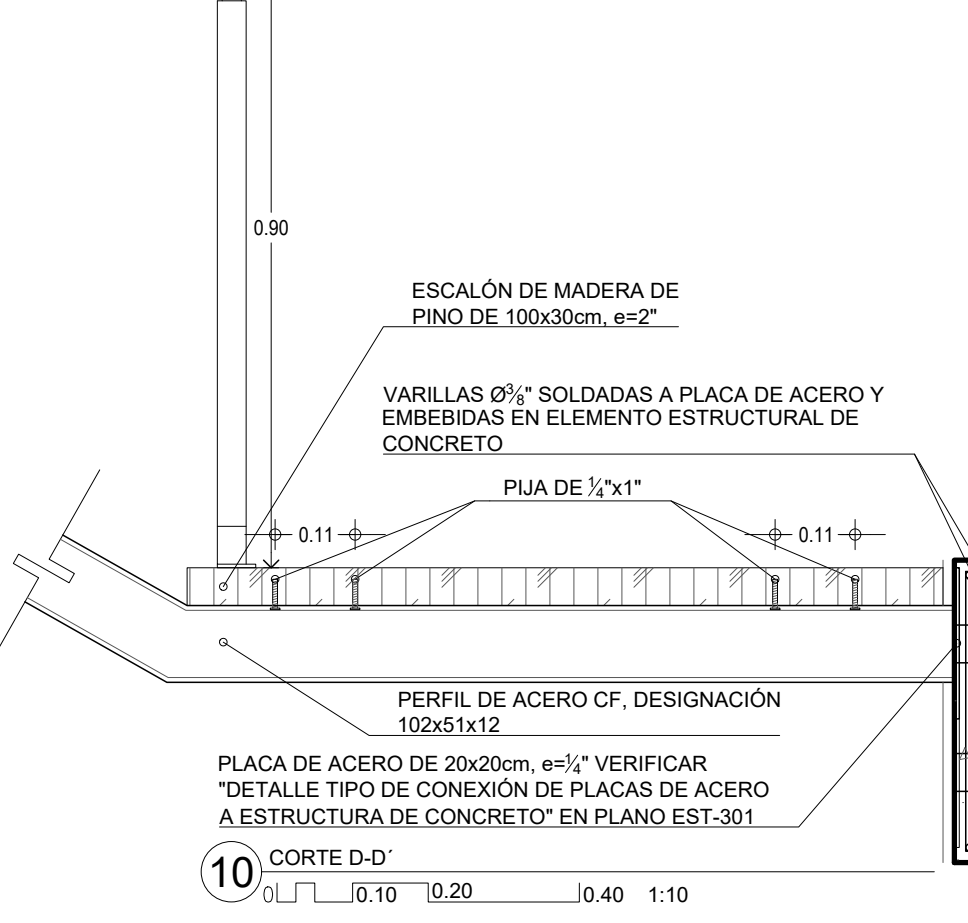 0.90
ESCALÓN DE MADERA DE
PINO DE 100x30cm, e=2"
VARILLAS Ø3⁄8" SOLDADAS A PLACA DE ACERO Y
EMBEBIDAS EN ELEMENTO ESTRUCTURAL DE
CONCRETO
PIJA DE 1⁄4"x1"
0.11
0.11
PERFIL DE ACERO CF, DESIGNACIÓN
102x51x12
PLACA DE ACERO DE 20x20cm, e=1⁄4" VERIFICAR
"DETALLE TIPO DE CONEXIÓN DE PLACAS DE ACERO
A ESTRUCTURA DE CONCRETO" EN PLANO EST-301
10 CORTE D-D´
0 0.10 0.20 0.40 1:10